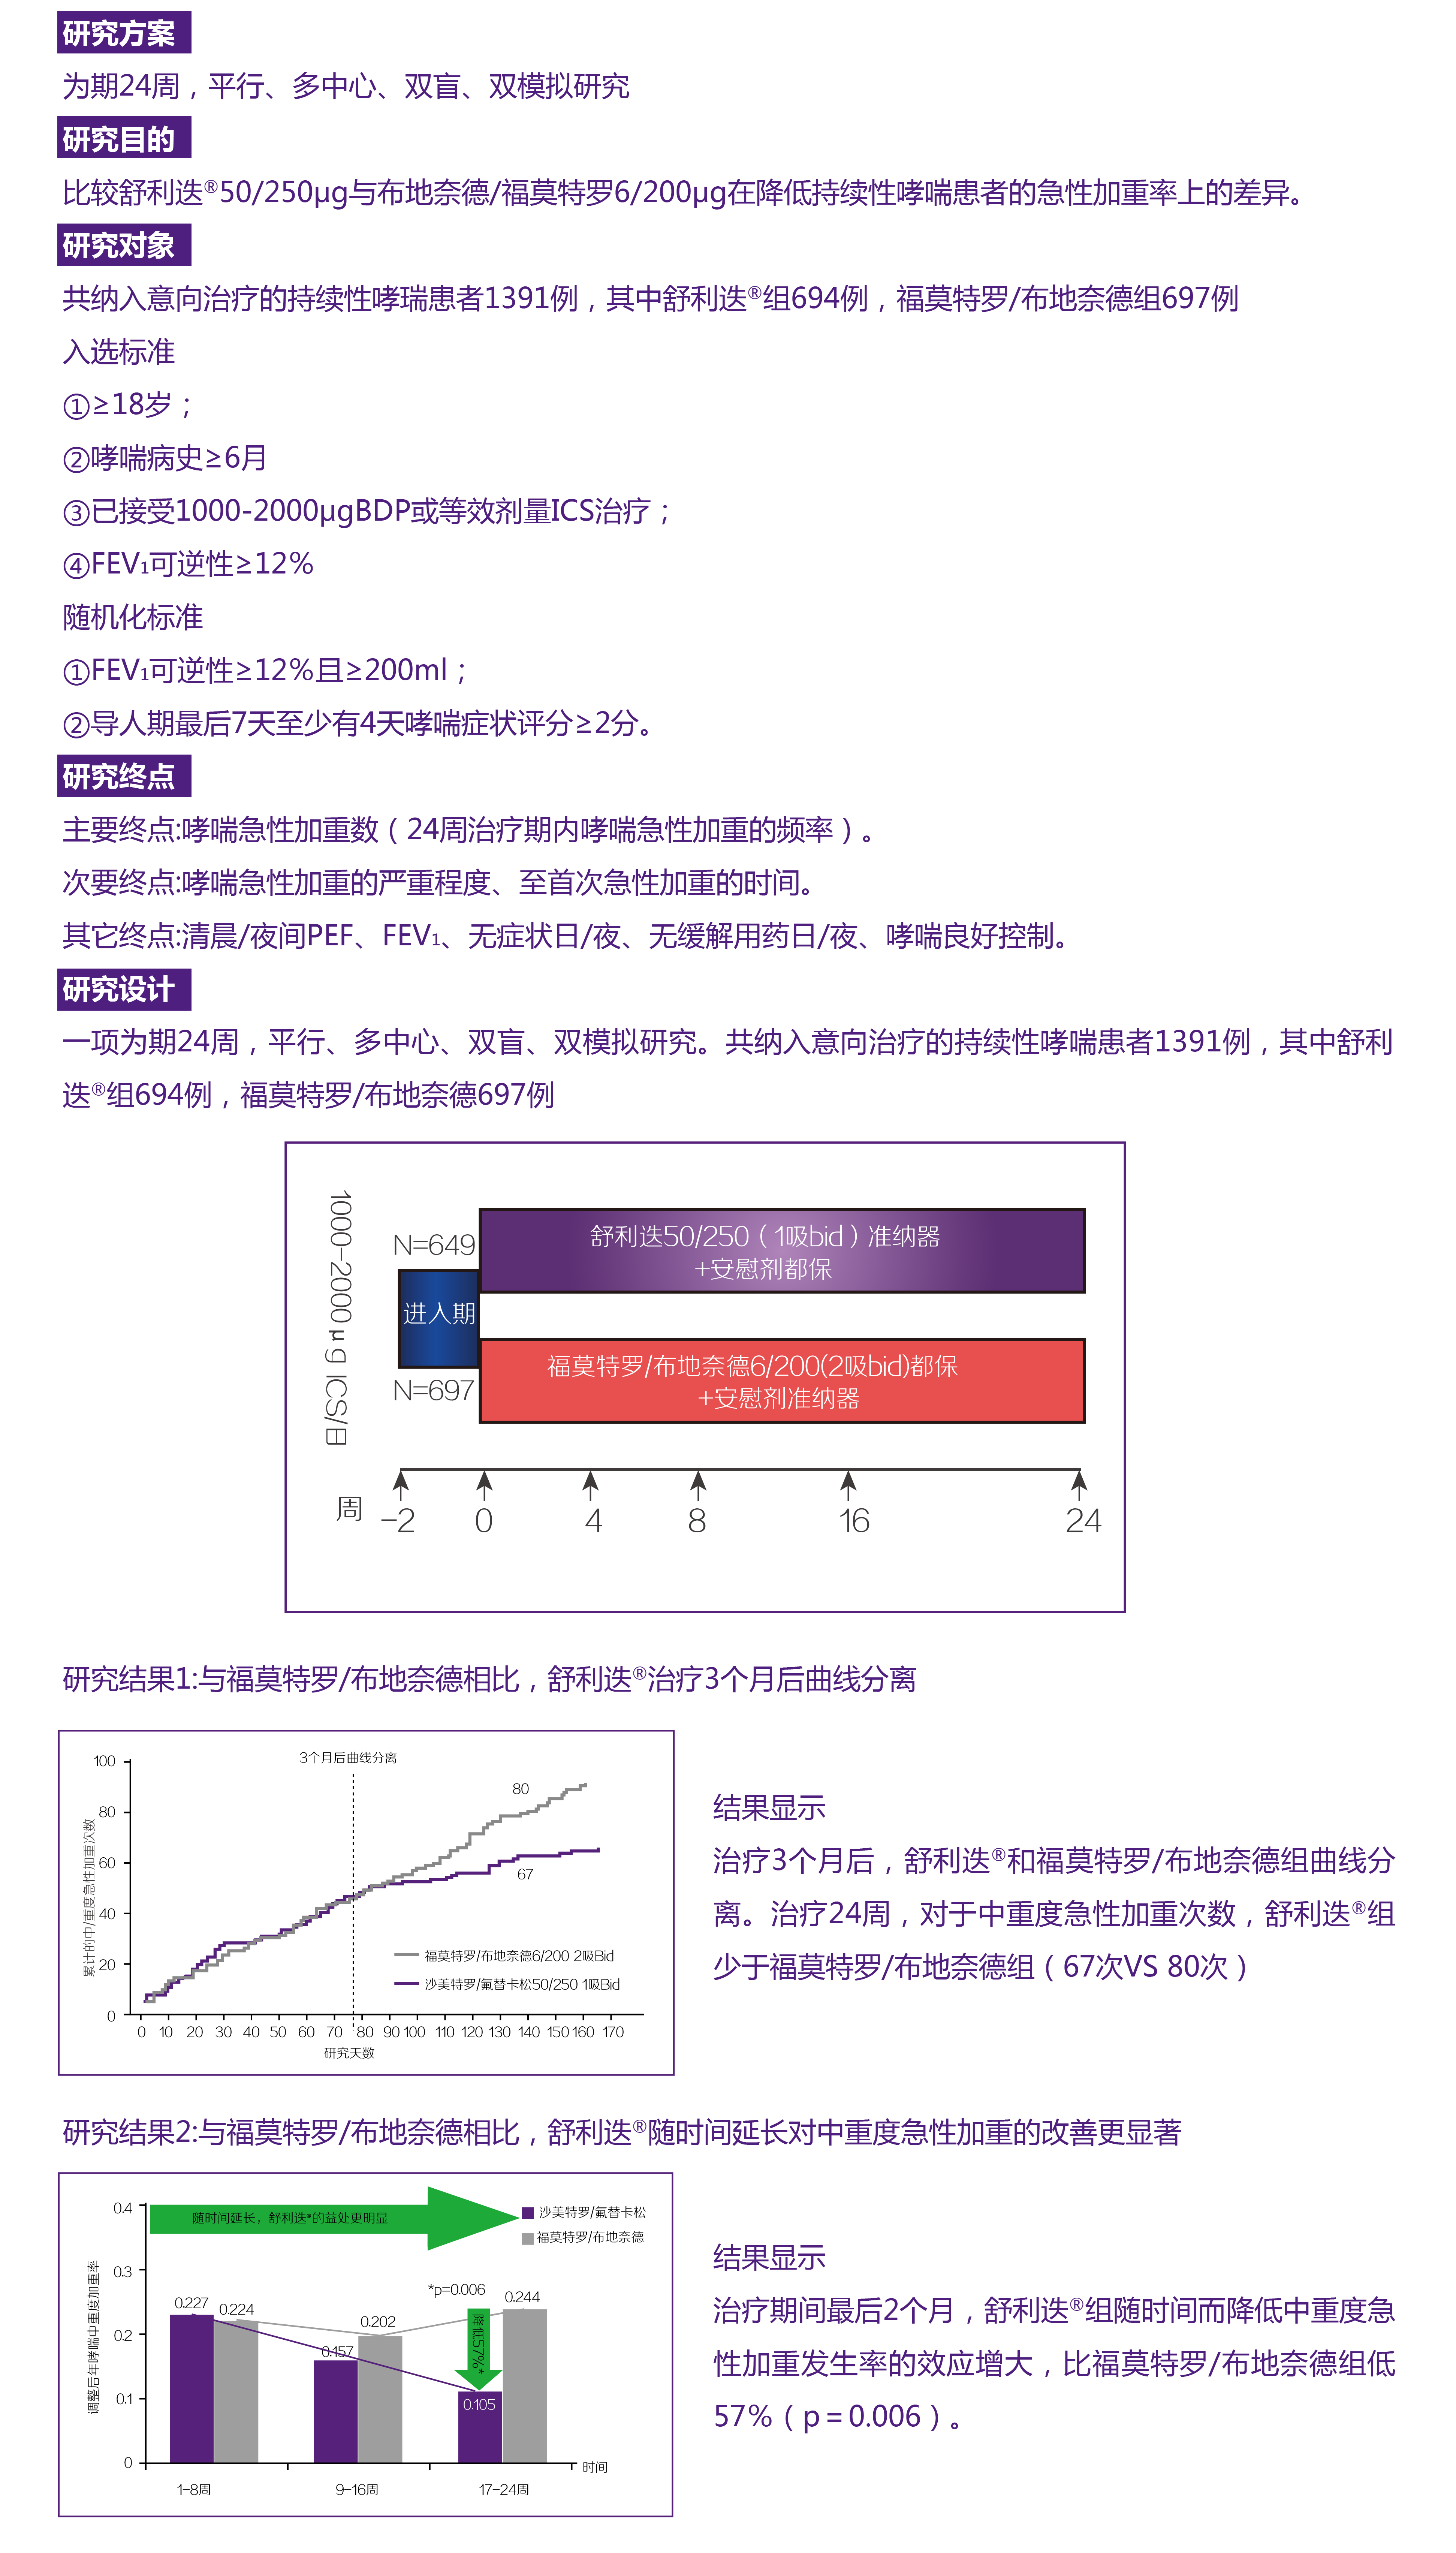 研究方案
为期24周，平行、多中心、双盲、双模拟研究
研究目的
比较舒利迭®50/250μg与布地奈德/福莫特罗6/200μg在降低持续性哮喘患者的急性加重率上的差异。
研究对象
共纳入意向治疗的持续性哮瑞患者1391例，其中舒利迭®组694例，福莫特罗/布地奈德组697例
入选标准
①≥18岁；
②哮喘病史≥6月
③已接受1000-2000μgBDP或等效剂量ICS治疗；
④FEV₁可逆性≥12%
随机化标准
①FEV₁可逆性≥12%且≥200ml；
②导人期最后7天至少有4天哮喘症状评分≥2分。
研究终点
主要终点:哮喘急性加重数（24周治疗期内哮喘急性加重的频率）。
次要终点:哮喘急性加重的严重程度、至首次急性加重的时间。
其它终点:清晨/夜间PEF、FEV₁、无症状日/夜、无缓解用药日/夜、哮喘良好控制。
研究设计
一项为期24周，平行、多中心、双盲、双模拟研究。共纳入意向治疗的持续性哮喘患者1391例，其中舒利
迭®组694例，福莫特罗/布地奈德697例
1000-2000μg ICS/日
N=649
舒利迭50/250（1吸bid）准纳器
+安慰剂都保
进入期
N=697
福莫特罗/布地奈德6/200(2吸bid)都保
+安慰剂准纳器
周
-2 0 4 8 16 24
研究结果1:与福莫特罗/布地奈德相比，舒利迭®治疗3个月后曲线分离
3个月后曲线分离
累计的中/重度急性加重次数
100
80
60
40
20
0
80
67
福莫特罗/布地奈德6/200 2吸Bid
沙美特罗/氟替卡松50/250 1吸Bid
0 10 20 30 40 50 60 70 80 90 100 110 120 130 140 150 160 170
研究天数
结果显示
治疗3个月后，舒利迭®和福莫特罗/布地奈德组曲线分
离。治疗24周，对于中重度急性加重次数，舒利迭®组
少于福莫特罗/布地奈德组（67次VS 80次）
研究结果2:与福莫特罗/布地奈德相比，舒利迭®随时间延长对中重度急性加重的改善更显著
调整后年哮喘中重度加重率
0.4
0.3
0.2
0.1
0
随时间延长，舒利迭*的益处更明显
沙美特罗/氟替卡松
福莫特罗/布地奈德
0.227
0.224
0.157
0.202
*p=0.006
0.244
降低57%*
0.105
时间
1-8周
9-16周
17-24周
结果显示
治疗期间最后2个月，舒利迭®组随时间而降低中重度急
性加重发生率的效应增大，比福莫特罗/布地奈德组低
57%（p＝0.006）。